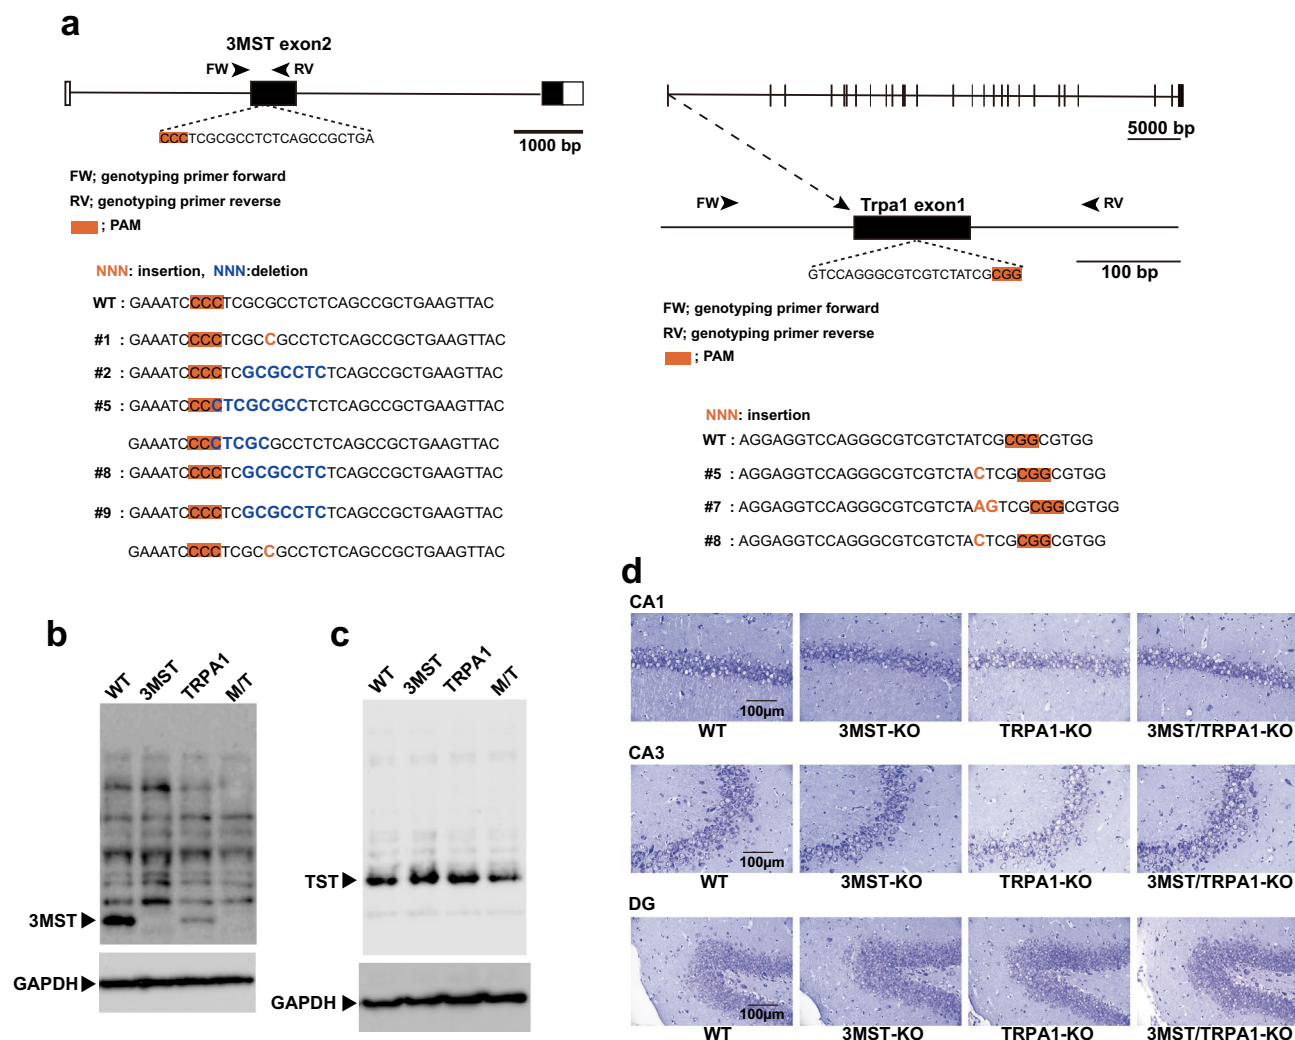 a
3MST exon2
FW RV
CCCTCGCGCCTCTCAGCCGCTGA
1000 bp
FW; genotyping primer forward
RV; genotyping primer reverse
; PAM
NNN: insertion, NNN:deletion
WT : GAAATCCCCTCGCGCCTCTCAGCCGCTGAAGTTAC
#1 : GAAATCCCCTCGCCGCCTCTCAGCCGCTGAAGTTAC
#2 : GAAATCCCCTCGCGCCTCTCAGCCGCTGAAGTTAC
#5 : GAAATCCCCTCGCGCCTCTCAGCCGCTGAAGTTAC
GAAATCCCCTCGCGCCTCTCAGCCGCTGAAGTTAC
#8 : GAAATCCCCTCGCGCCTCTCAGCCGCTGAAGTTAC
#9 : GAAATCCCCTCGCGCCTCTCAGCCGCTGAAGTTAC
GAAATCCCCTCGCCGCCTCTCAGCCGCTGAAGTTAC
5000 bp
FW Trpa1 exon1 RV
GTCCAGGGCGTCGTCTATCGCGG
100 bp
FW; genotyping primer forward
RV; genotyping primer reverse
; PAM
NNN: insertion
WT : AGGAGGTCCAGGGCGTCGTCTATCGCGGCGTGG
#5 : AGGAGGTCCAGGGCGTCGTCTACTCGCGGCGTGG
#7 : AGGAGGTCCAGGGCGTCGTCTAAGTCGCGGCGTGG
#8 : AGGAGGTCCAGGGCGTCGTCTACTCGCGGCGTGG
b
WT 3MST TRPA1 M/T
3MST
GAPDH
c
WT 3MST TRPA1 M/T
TST
GAPDH
d
CA1
100µm
WT 3MST-KO TRPA1-KO 3MST/TRPA1-KO
CA3
100µm
WT 3MST-KO TRPA1-KO 3MST/TRPA1-KO
DG
100µm
WT 3MST-KO TRPA1-KO 3MST/TRPA1-KO